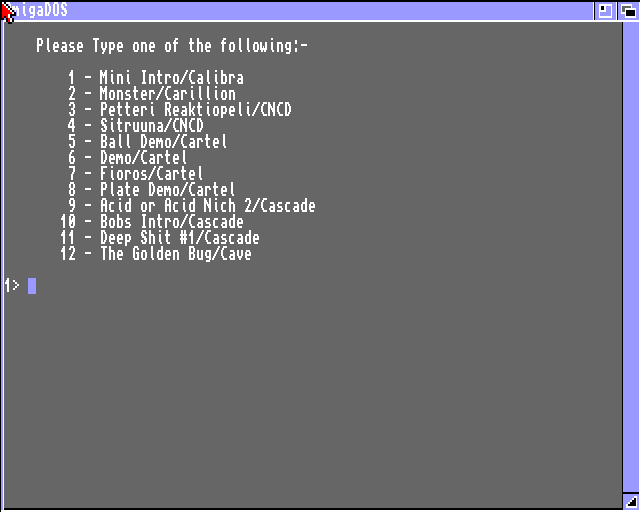 AmigaDOS
Please Type one of the following:-
1 - Mini Intro/Calibra
2 - Monster/Carillion
3 - Petteri Reaktiopeli/CNCD
4 - Sitruuna/CNCD
5 - Ball Demo/Cartel
6 - Demo/Cartel
7 - Fioros/Cartel
8 - Plate Demo/Cartel
9 - Acid or Acid Nich 2/Cascade
10 - Bobs Intro/Cascade
11 - Deep Shit #1/Cascade
12 - The Golden Bug/Cave
1>